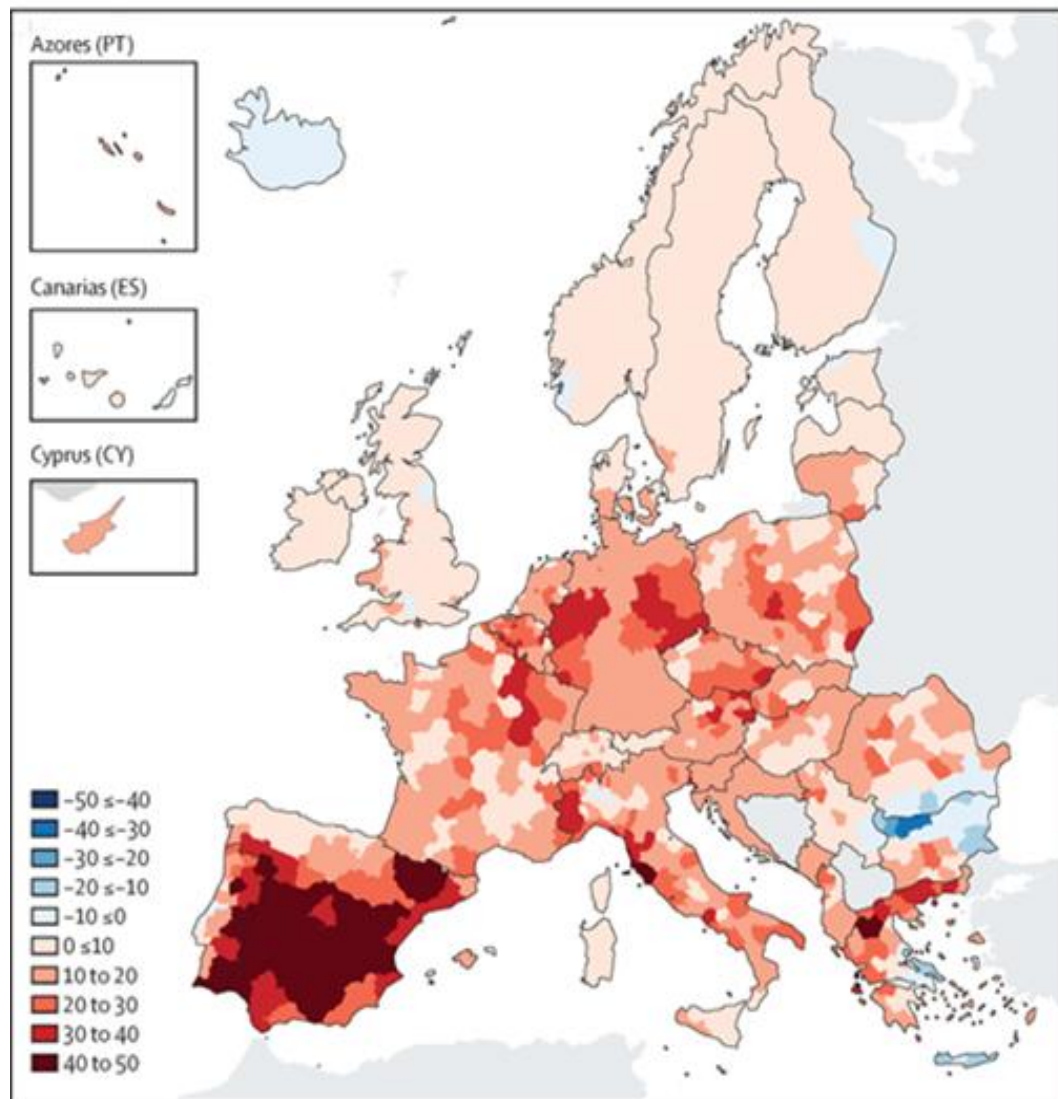 Azores (PT)
Canarias (ES)
Cyprus (CY)
−50 ≤−40
−40 ≤−30
−30 ≤−20
−20 ≤−10
−10 ≤0
0 ≤10
10 to 20
20 to 30
30 to 40
40 to 50